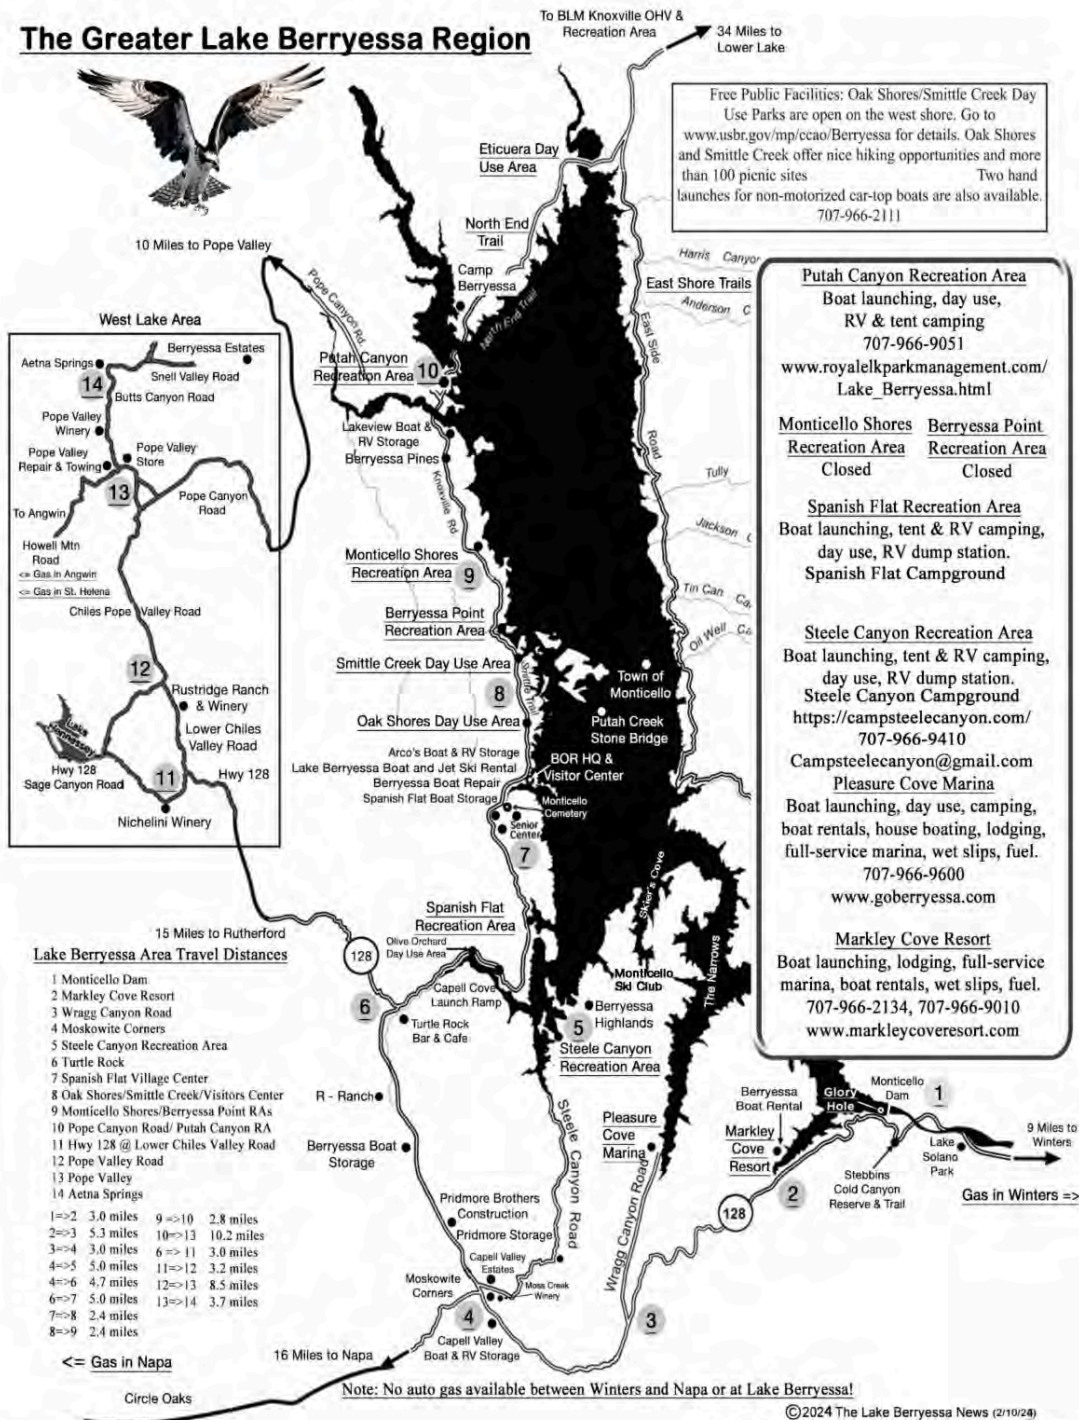 The Greater Lake Berryessa Region
To BLM Knoxville OHV &
Recreation Area
34 Miles to
Lower Lake
Free Public Facilities: Oak Shores/Smittle Creek Day
Use Parks are open on the west shore. Go to
www.usbr.gov/mp/ccao/Berryessa for details. Oak Shores
and Smittle Creek offer nice hiking opportunities and more
than 100 picnic sites Two hand
launches for non-motorized car-top boats are also available.
707-966-2111
Eticuera Day
Use Area
North End
Trail
Camp
Berryessa
North End Trail
10 Miles to Pope Valley
Pope Canyon Rd.
Harris Canyon
East Shore Trails
Anderson C
East Side
Road
Putah Canyon
Recreation Area
10
Lakeview Boat &
RV Storage
Berryessa Pines
Knoxville Rd
Tully
Jackson C
Tin Can Ca
Oil Well Ca
Monticello Shores
Recreation Area
9
Berryessa Point
Recreation Area
Smittle Creek Day Use Area
Smittle Trail
8
Oak Shores Day Use Area
Town of
Monticello
Putah Creek
Stone Bridge
Arco's Boat & RV Storage
Lake Berryessa Boat and Jet Ski Rental
Berryessa Boat Repair
Spanish Flat Boat Storage
BOR HQ &
Visitor Center
Monticello
Cemetery
Senior
Center
7
West Lake Area
Berryessa Estates
Aetna Springs
Snell Valley Road
14
Butts Canyon Road
Pope Valley
Winery
Pope Valley
Repair & Towing
Pope Valley
Store
13
Pope Canyon
Road
To Angwin
Howell Mtn
Road
<= Gas in Angwin
<= Gas in St. Helena
Chiles Pope Valley Road
12
Rustridge Ranch
& Winery
Lower Chiles
Valley Road
Lake
Hennessey
Hwy 128
Sage Canyon Road
11
Hwy 128
Nichelini Winery
Putah Canyon Recreation Area
Boat launching, day use,
RV & tent camping
707-966-9051
www.royalelkparkmanagement.com/
Lake_Berryessa.html
Monticello Shores
Recreation Area
Closed
Berryessa Point
Recreation Area
Closed
Spanish Flat Recreation Area
Boat launching, tent & RV camping,
day use, RV dump station.
Spanish Flat Campground
Steele Canyon Recreation Area
Boat launching, tent & RV camping,
day use, RV dump station.
Steele Canyon Campground
https://campsteelecanyon.com/
707-966-9410
Campsteelecanyon@gmail.com
Pleasure Cove Marina
Boat launching, day use, camping,
boat rentals, house boating, lodging,
full-service marina, wet slips, fuel.
707-966-9600
www.goberryessa.com
Markley Cove Resort
Boat launching, lodging, full-service
marina, boat rentals, wet slips, fuel.
707-966-2134, 707-966-9010
www.markleycoveresort.com
Skier's Cove
The Narrows
Monticello
Ski Club
Spanish Flat
Recreation Area
Olive Orchard
Day Use Area
Capell Cove
Launch Ramp
15 Miles to Rutherford
128
6
Turtle Rock
Bar & Cafe
Berryessa
Highlands
5
Steele Canyon
Recreation Area
Lake Berryessa Area Travel Distances
1 Monticello Dam
2 Markley Cove Resort
3 Wragg Canyon Road
4 Moskowite Corners
5 Steele Canyon Recreation Area
6 Turtle Rock
7 Spanish Flat Village Center
8 Oak Shores/Smittle Creek/Visitors Center
9 Monticello Shores/Berryessa Point RAs
10 Pope Canyon Road/ Putah Canyon RA
11 Hwy 128 @ Lower Chiles Valley Road
12 Pope Valley Road
13 Pope Valley
14 Aetna Springs
1=>2 3.0 miles 9 =>10 2.8 miles
2=>3 5.3 miles 10=>13 10.2 miles
3=>4 3.0 miles 6 => 11 3.0 miles
4=>5 5.0 miles 11=>12 3.2 miles
4=>6 4.7 miles 12=>13 8.5 miles
6=>7 5.0 miles 13=>14 3.7 miles
7=>8 2.4 miles
8=>9 2.4 miles
<= Gas in Napa
R - Ranch
Berryessa Boat
Storage
Steele Canyon Road
Pleasure
Cove
Marina
Wragg Canyon Road
Berryessa
Boat Rental
Markley
Cove
Resort
Glory
Hole
Monticello
Dam
1
Lake
Solano
Park
9 Miles to
Winters
Stebbins
Cold Canyon
Reserve & Trail
2
128
Gas in Winters =>
Pridmore Brothers
Construction
Pridmore Storage
Capell Valley
Estates
Moss Creek
Winery
Moskowite
Corners
4
Capell Valley
Boat & RV Storage
3
16 Miles to Napa
Circle Oaks
Note: No auto gas available between Winters and Napa or at Lake Berryessa!
©2024 The Lake Berryessa News (2/10/24)